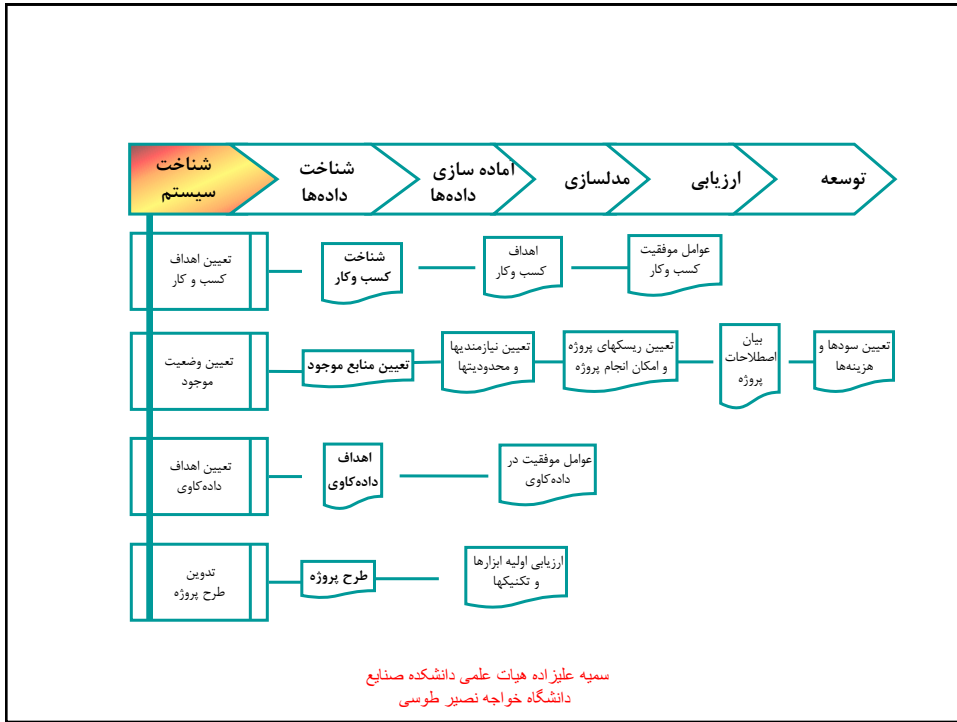 شناخت
سیستم
شناخت
داده‌ها
اماده سازی
داده‌ها
مدلسازی
ارزیابی
توسعه
تعیین اهداف
کسب و کار
شناخت
کسب وکار
اهداف
کسب وکار
عوامل موفقیت
کسب وکار
تعیین وضعیت
موجود
تعیین منابع موجود
تعیین نیازمندیها
و محدودیتها
تعیین ریسکهای پروژه
و امکان انجام پروژه
بیان
اصطلاحات
پروژه
تعیین سودها و
هزینه‌ها
تعیین اهداف
داده‌کاوی
اهداف
داده‌کاوی
عوامل موفقیت در
داده‌کاوی
تدوین
طرح پروژه
طرح پروژه
ارزیابی اولیه ابزارها
و تکنیکها
سمیه علیزاده هیات علمی دانشکده صنایع
دانشگاه خواجه نصیر طوسی